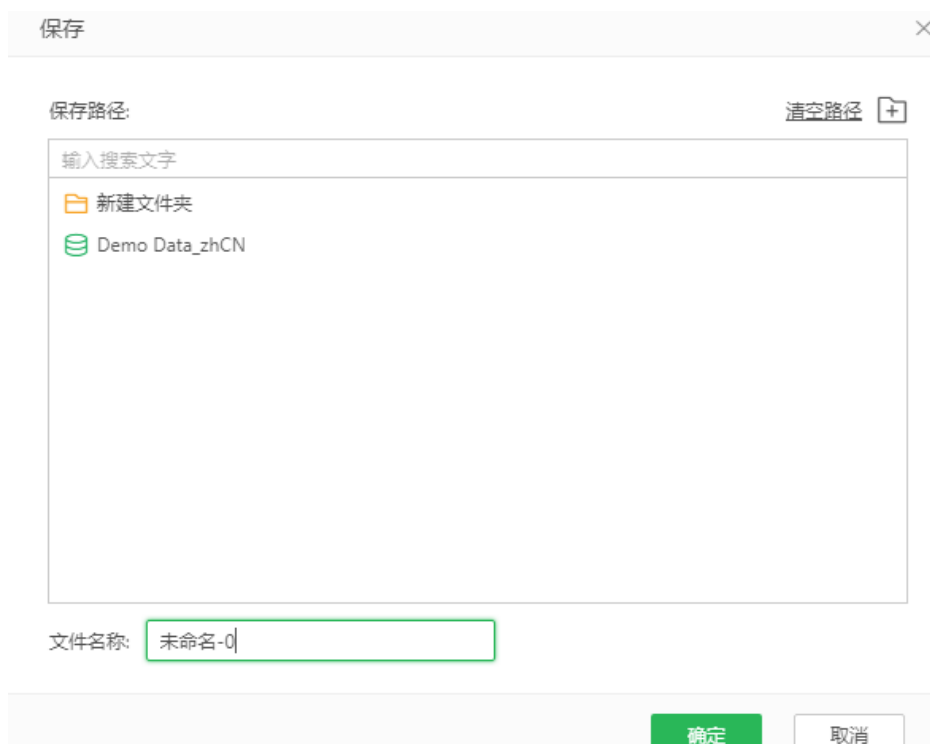 保存
保存路径: 清空路径
输入搜索文字
新建文件夹
Demo Data_zhCN
文件名称: 未命名-0
确定 取消